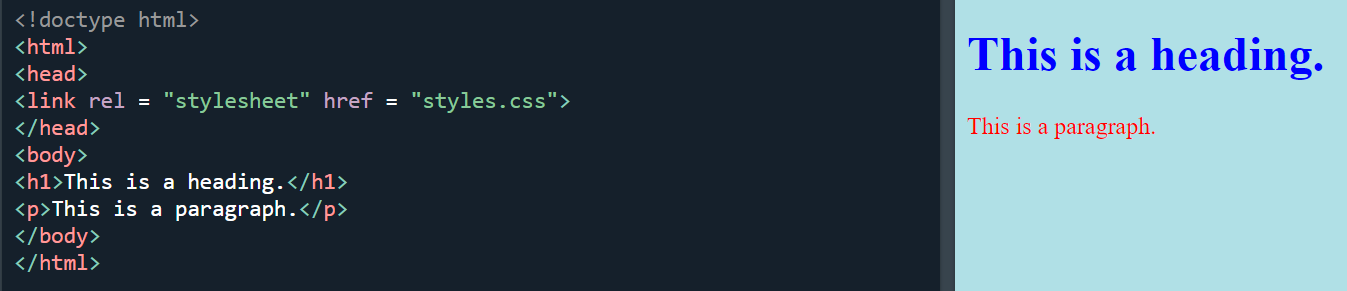 <!doctype html>
<html>
<head>
<link rel = "stylesheet" href = "styles.css">
</head>
<body>
<h1>This is a heading.</h1>
<p>This is a paragraph.</p>
</body>
</html>
This is a heading.
This is a paragraph.